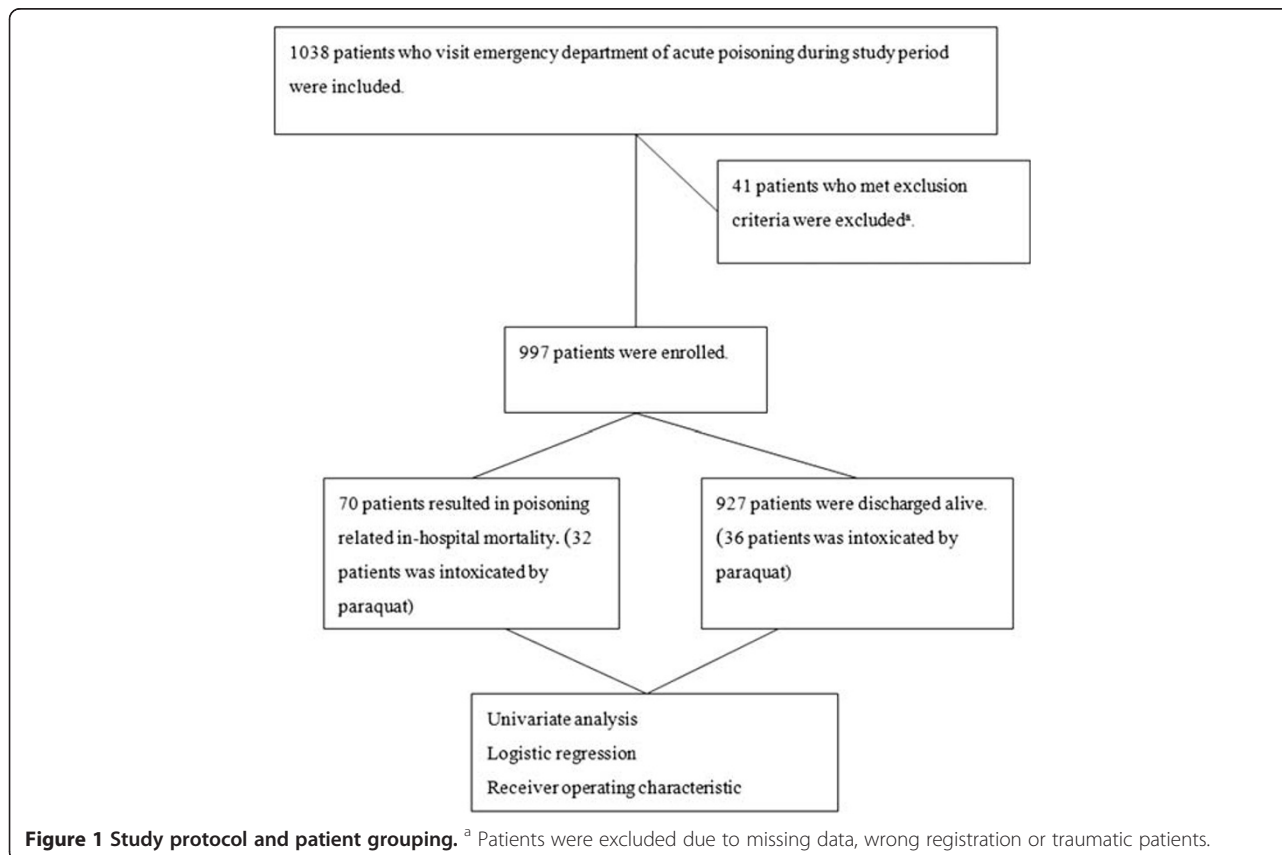 1038 patients who visit emergency department of acute poisoning during study period
were included.
41 patients who met exclusion
criteria were excludedª.
997 patients were enrolled.
70 patients resulted in poisoning
related in-hospital mortality. (32
patients was intoxicated by
paraquat)
927 patients were discharged alive.
(36 patients was intoxicated by
paraquat)
Univariate analysis
Logistic regression
Receiver operating characteristic
Figure 1 Study protocol and patient grouping. ª Patients were excluded due to missing data, wrong registration or traumatic patients.